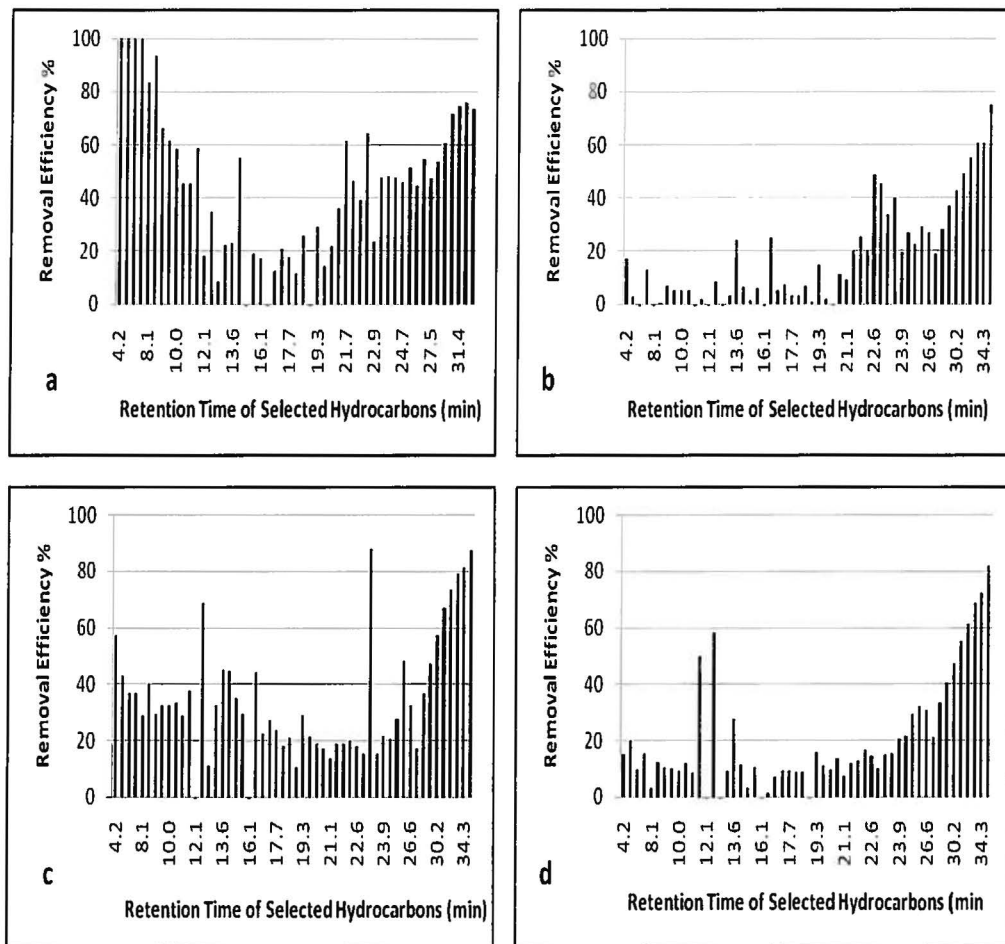 100
80
60
40
20
0
Removal Efficiency %
4.2 8.1 10.0 12.1 13.6 16.1 17.7 19.3 21.7 22.9 24.7 27.5 31.4
a
Retention Time of Selected Hydrocarbons (min)
100
80
60
40
20
0
Removal Efficiency %
4.2 8.1 10.0 12.1 13.6 16.1 17.7 19.3 21.1 22.6 23.9 26.6 30.2 34.3
b
Retention Time of Selected Hydrocarbons (min)
100
80
60
40
20
0
Removal Efficiency %
4.2 8.1 10.0 12.1 13.6 16.1 17.7 19.3 21.1 22.6 23.9 26.6 30.2 34.3
c
Retention Time of Selected Hydrocarbons (min)
100
80
60
40
20
0
Removal Efficiency %
4.2 8.1 10.0 12.1 13.6 16.1 17.7 19.3 21.1 22.6 23.9 26.6 30.2 34.3
d
Retention Time of Selected Hydrocarbons (min